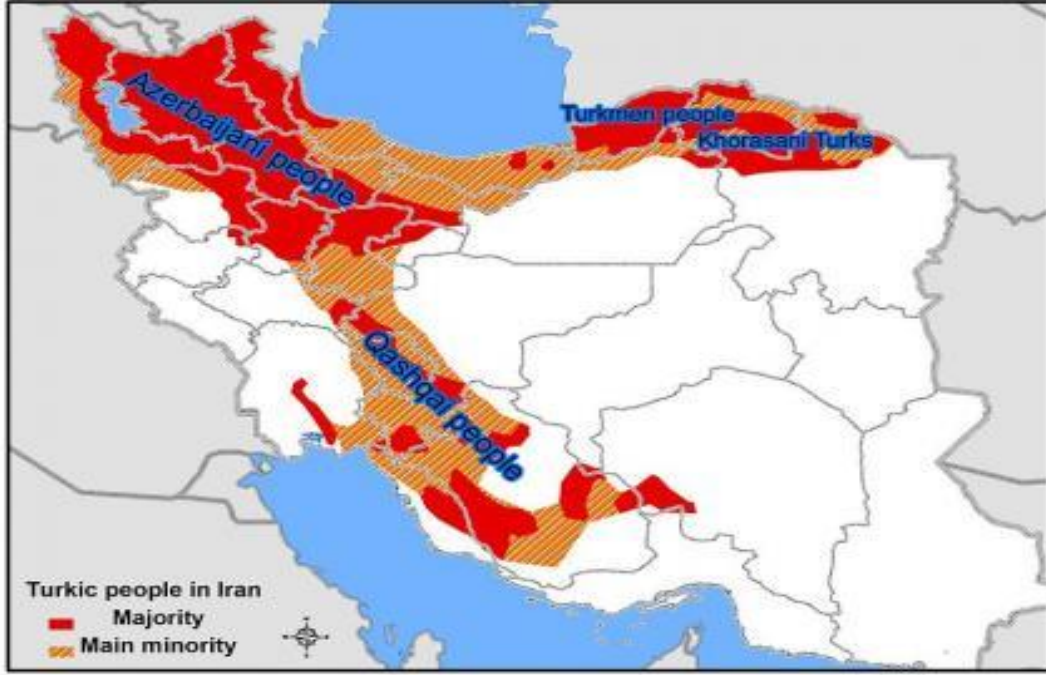 Azerbaijani people
Turkmen people
Khorasani Turks
Qashqai people
Turkic people in Iran
Majority
Main minority